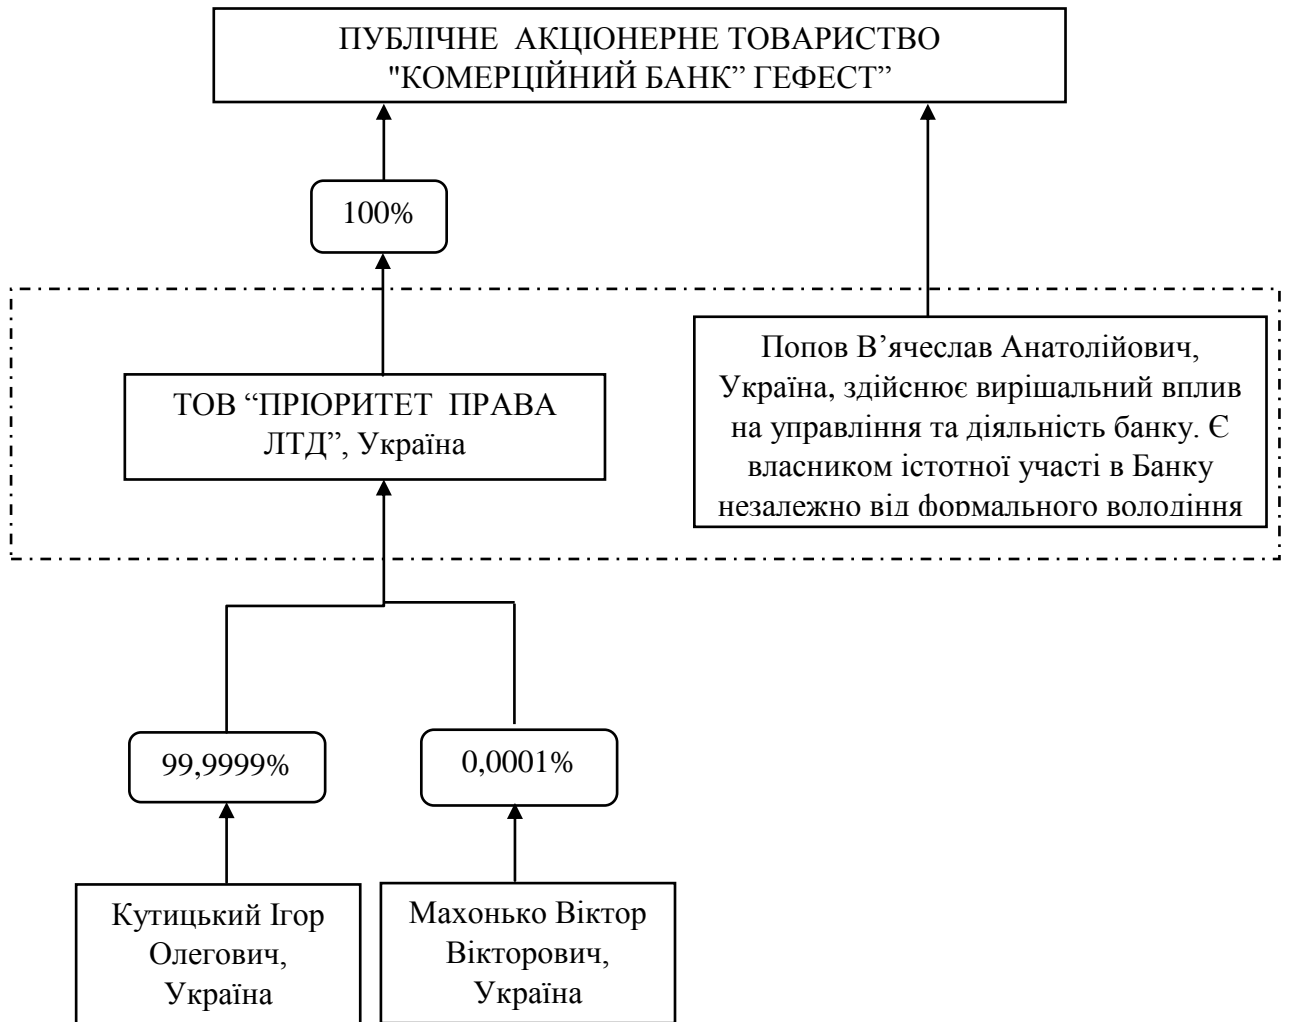 ПУБЛІЧНЕ АКЦІОНЕРНЕ ТОВАРИСТВО
"КОМЕРЦІЙНИЙ БАНК” ГЕФЕСТ”
100%
Попов В’ячеслав Анатолійович,
Україна, здійснює вирішальний вплив
на управління та діяльність банку. Є
власником істотної участі в Банку
незалежно від формального володіння
ТОВ “ПРІОРИТЕТ ПРАВА
ЛТД”, Україна
99,9999%
0,0001%
Кутицький Ігор
Олегович,
Україна
Махонько Віктор
Вікторович,
Україна